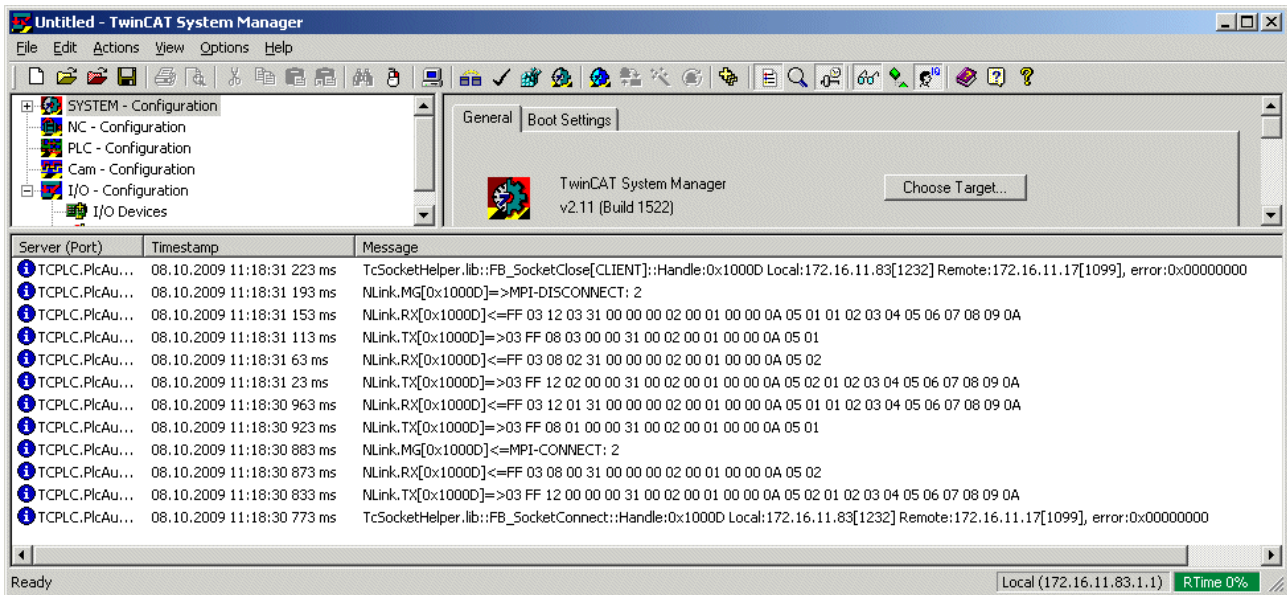 Untitled - TwinCAT System Manager
File Edit Actions View Options Help
SYSTEM - Configuration
NC - Configuration
PLC - Configuration
Cam - Configuration
I/O - Configuration
I/O Devices
General Boot Settings
TwinCAT System Manager
v2.11 (Build 1522)
Choose Target...
Server (Port) Timestamp Message
TCPLC.PlcAu... 08.10.2009 11:18:31 223 ms TcSocketHelper.lib::FB_SocketClose[CLIENT]::Handle:0x1000D Local:172.16.11.83[1232] Remote:172.16.11.17[1099], error:0x00000000
TCPLC.PlcAu... 08.10.2009 11:18:31 193 ms NLink.MG[0x1000D]=>MPI-DISCONNECT: 2
TCPLC.PlcAu... 08.10.2009 11:18:31 153 ms NLink.RX[0x1000D]<=FF 03 12 03 31 00 00 00 02 00 01 00 00 0A 05 01 01 02 03 04 05 06 07 08 09 0A
TCPLC.PlcAu... 08.10.2009 11:18:31 113 ms NLink.TX[0x1000D]=>03 FF 08 03 00 00 31 00 02 00 01 00 00 0A 05 01
TCPLC.PlcAu... 08.10.2009 11:18:31 63 ms NLink.RX[0x1000D]<=FF 03 08 02 31 00 00 00 02 00 01 00 00 0A 05 02
TCPLC.PlcAu... 08.10.2009 11:18:31 23 ms NLink.TX[0x1000D]=>03 FF 12 02 00 00 31 00 02 00 01 00 00 0A 05 02 01 02 03 04 05 06 07 08 09 0A
TCPLC.PlcAu... 08.10.2009 11:18:30 963 ms NLink.RX[0x1000D]<=FF 03 12 01 31 00 00 00 02 00 01 00 00 0A 05 01 01 02 03 04 05 06 07 08 09 0A
TCPLC.PlcAu... 08.10.2009 11:18:30 923 ms NLink.TX[0x1000D]=>03 FF 08 01 00 00 31 00 02 00 01 00 00 0A 05 01
TCPLC.PlcAu... 08.10.2009 11:18:30 883 ms NLink.MG[0x1000D]<=MPI-CONNECT: 2
TCPLC.PlcAu... 08.10.2009 11:18:30 873 ms NLink.RX[0x1000D]<=FF 03 08 00 31 00 00 00 02 00 01 00 00 0A 05 02
TCPLC.PlcAu... 08.10.2009 11:18:30 833 ms NLink.TX[0x1000D]=>03 FF 12 00 00 00 31 00 02 00 01 00 00 0A 05 02 01 02 03 04 05 06 07 08 09 0A
TCPLC.PlcAu... 08.10.2009 11:18:30 773 ms TcSocketHelper.lib::FB_SocketConnect::Handle:0x1000D Local:172.16.11.83[1232] Remote:172.16.11.17[1099], error:0x00000000
Ready Local (172.16.11.83.1.1) RTime 0%